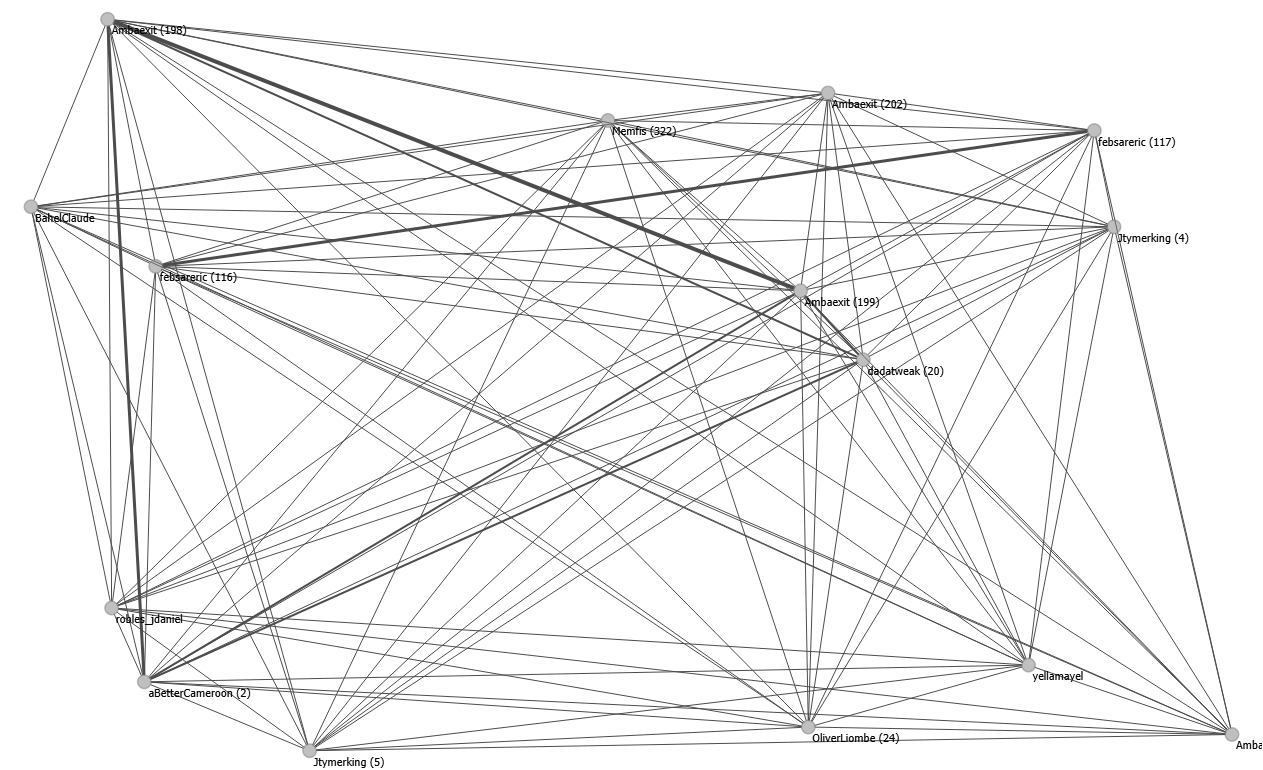 Ambaexit (198)
Ambaexit (202)
Memfis (322)
febsareric (117)
BahelClaude
Jtymerking (4)
febsareric (116)
Ambaexit (199)
dadatweak (20)
robles_jdaniel
yellamayel
aBetterCameroon (2)
OliverLiombe (24)
Amba
Jtymerking (5)